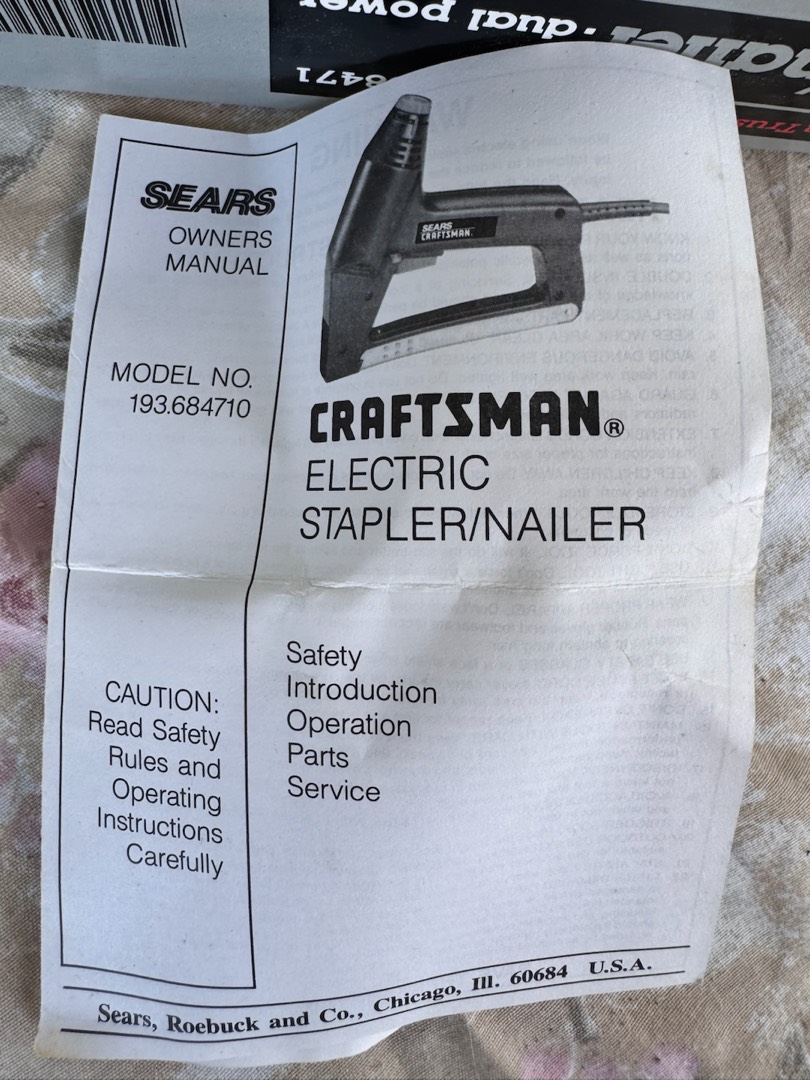 dual power
8471
SEARS
OWNERS
MANUAL
MODEL NO.
193.684710
SEARS
CRAFTSMAN
CRAFTSMAN®
ELECTRIC
STAPLER/NAILER
CAUTION:
Read Safety
Rules and
Operating
Instructions
Carefully
Safety
Introduction
Operation
Parts
Service
Sears, Roebuck and Co., Chicago, Ill. 60684 U.S.A.